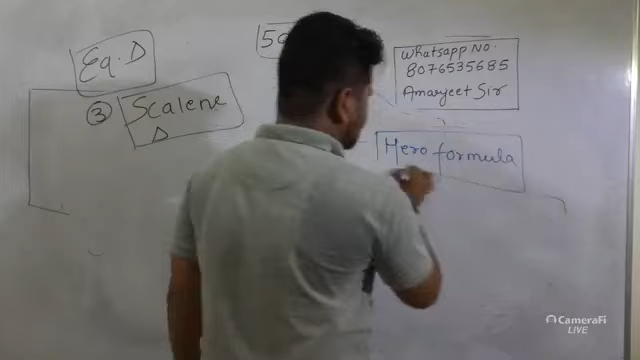 Eq. D
③ Scalene
△
Whatsapp No.
8076535685
Amarjeet Sir
Hero formula
CameraFi
LIVE